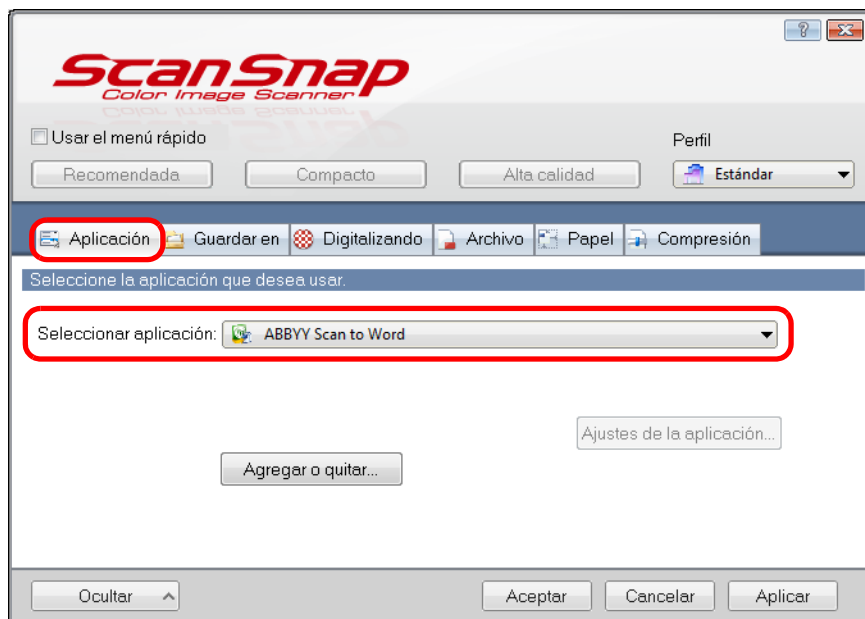 ScanSnap
Color Image Scanner
Usar el menú rápido
Perfil
Recomendada Compacto Alta calidad Estándar
Aplicación Guardar en Digitalizando Archivo Papel Compresión
Seleccione la aplicación que desea usar.
Seleccionar aplicación: ABBYY Scan to Word
Ajustes de la aplicación...
Agregar o quitar...
Ocultar Aceptar Cancelar Aplicar